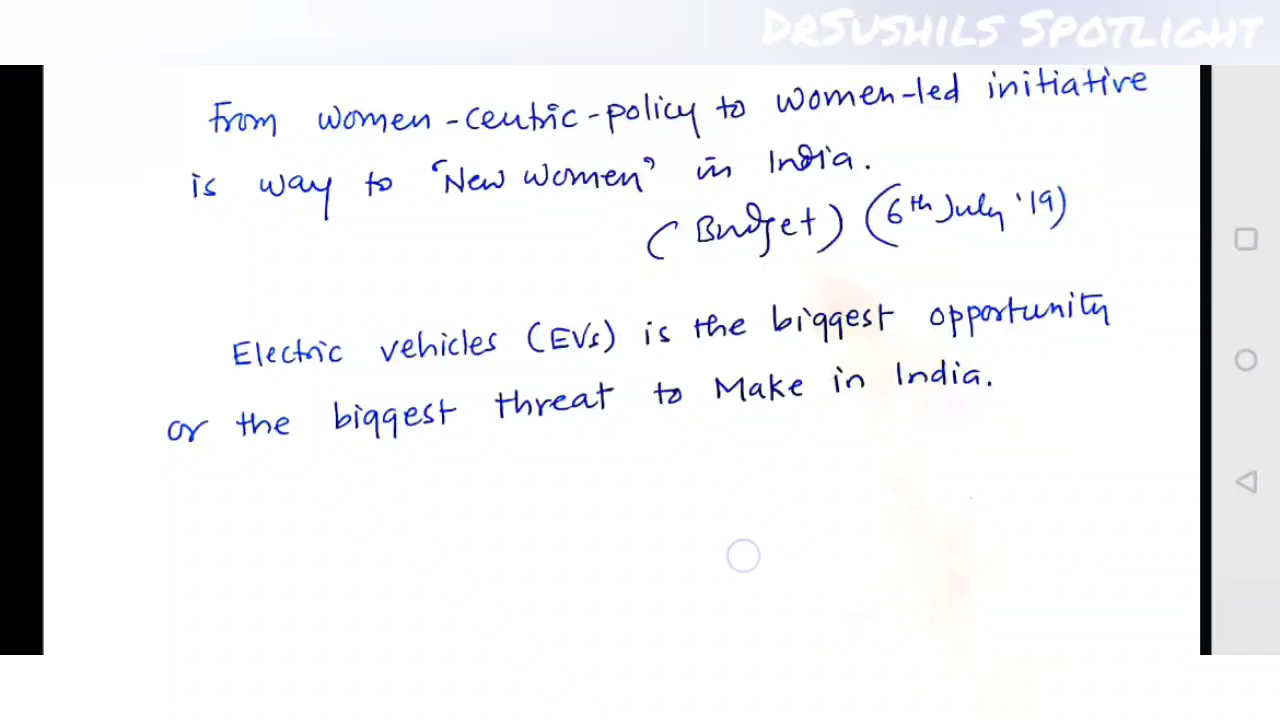 DRSUSHILS SPOTLIGHT
From women-centric-policy to women-led initiative
is way to 'New women' in India.
(Budget) (6th July '19)
Electric vehicles (EVs) is the biggest opportunity
or the biggest threat to Make in India.